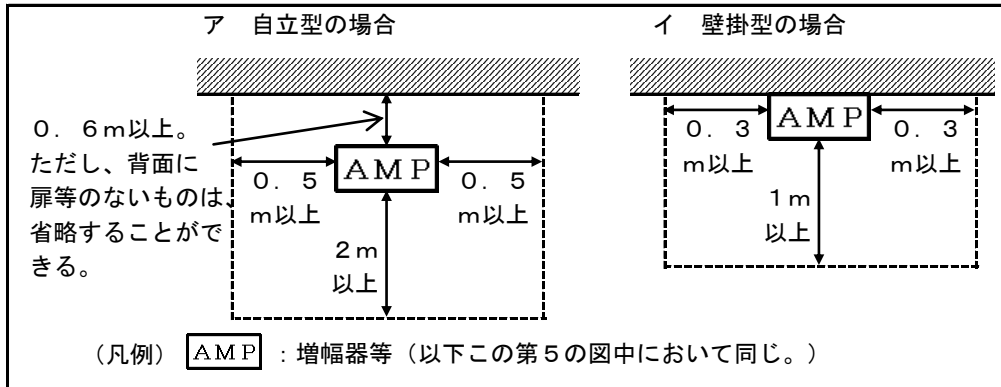 ア　自立型の場合
０．６ｍ以上。
ただし、背面に
扉等のないものは、
省略することがで
きる。
ＡＭＰ
０．５
ｍ以上
０．５
ｍ以上
２ｍ
以上
イ　壁掛型の場合
ＡＭＰ
０．３
ｍ以上
０．３
ｍ以上
１ｍ
以上
（凡例）ＡＭＰ：増幅器等（以下この第５の図中において同じ。）